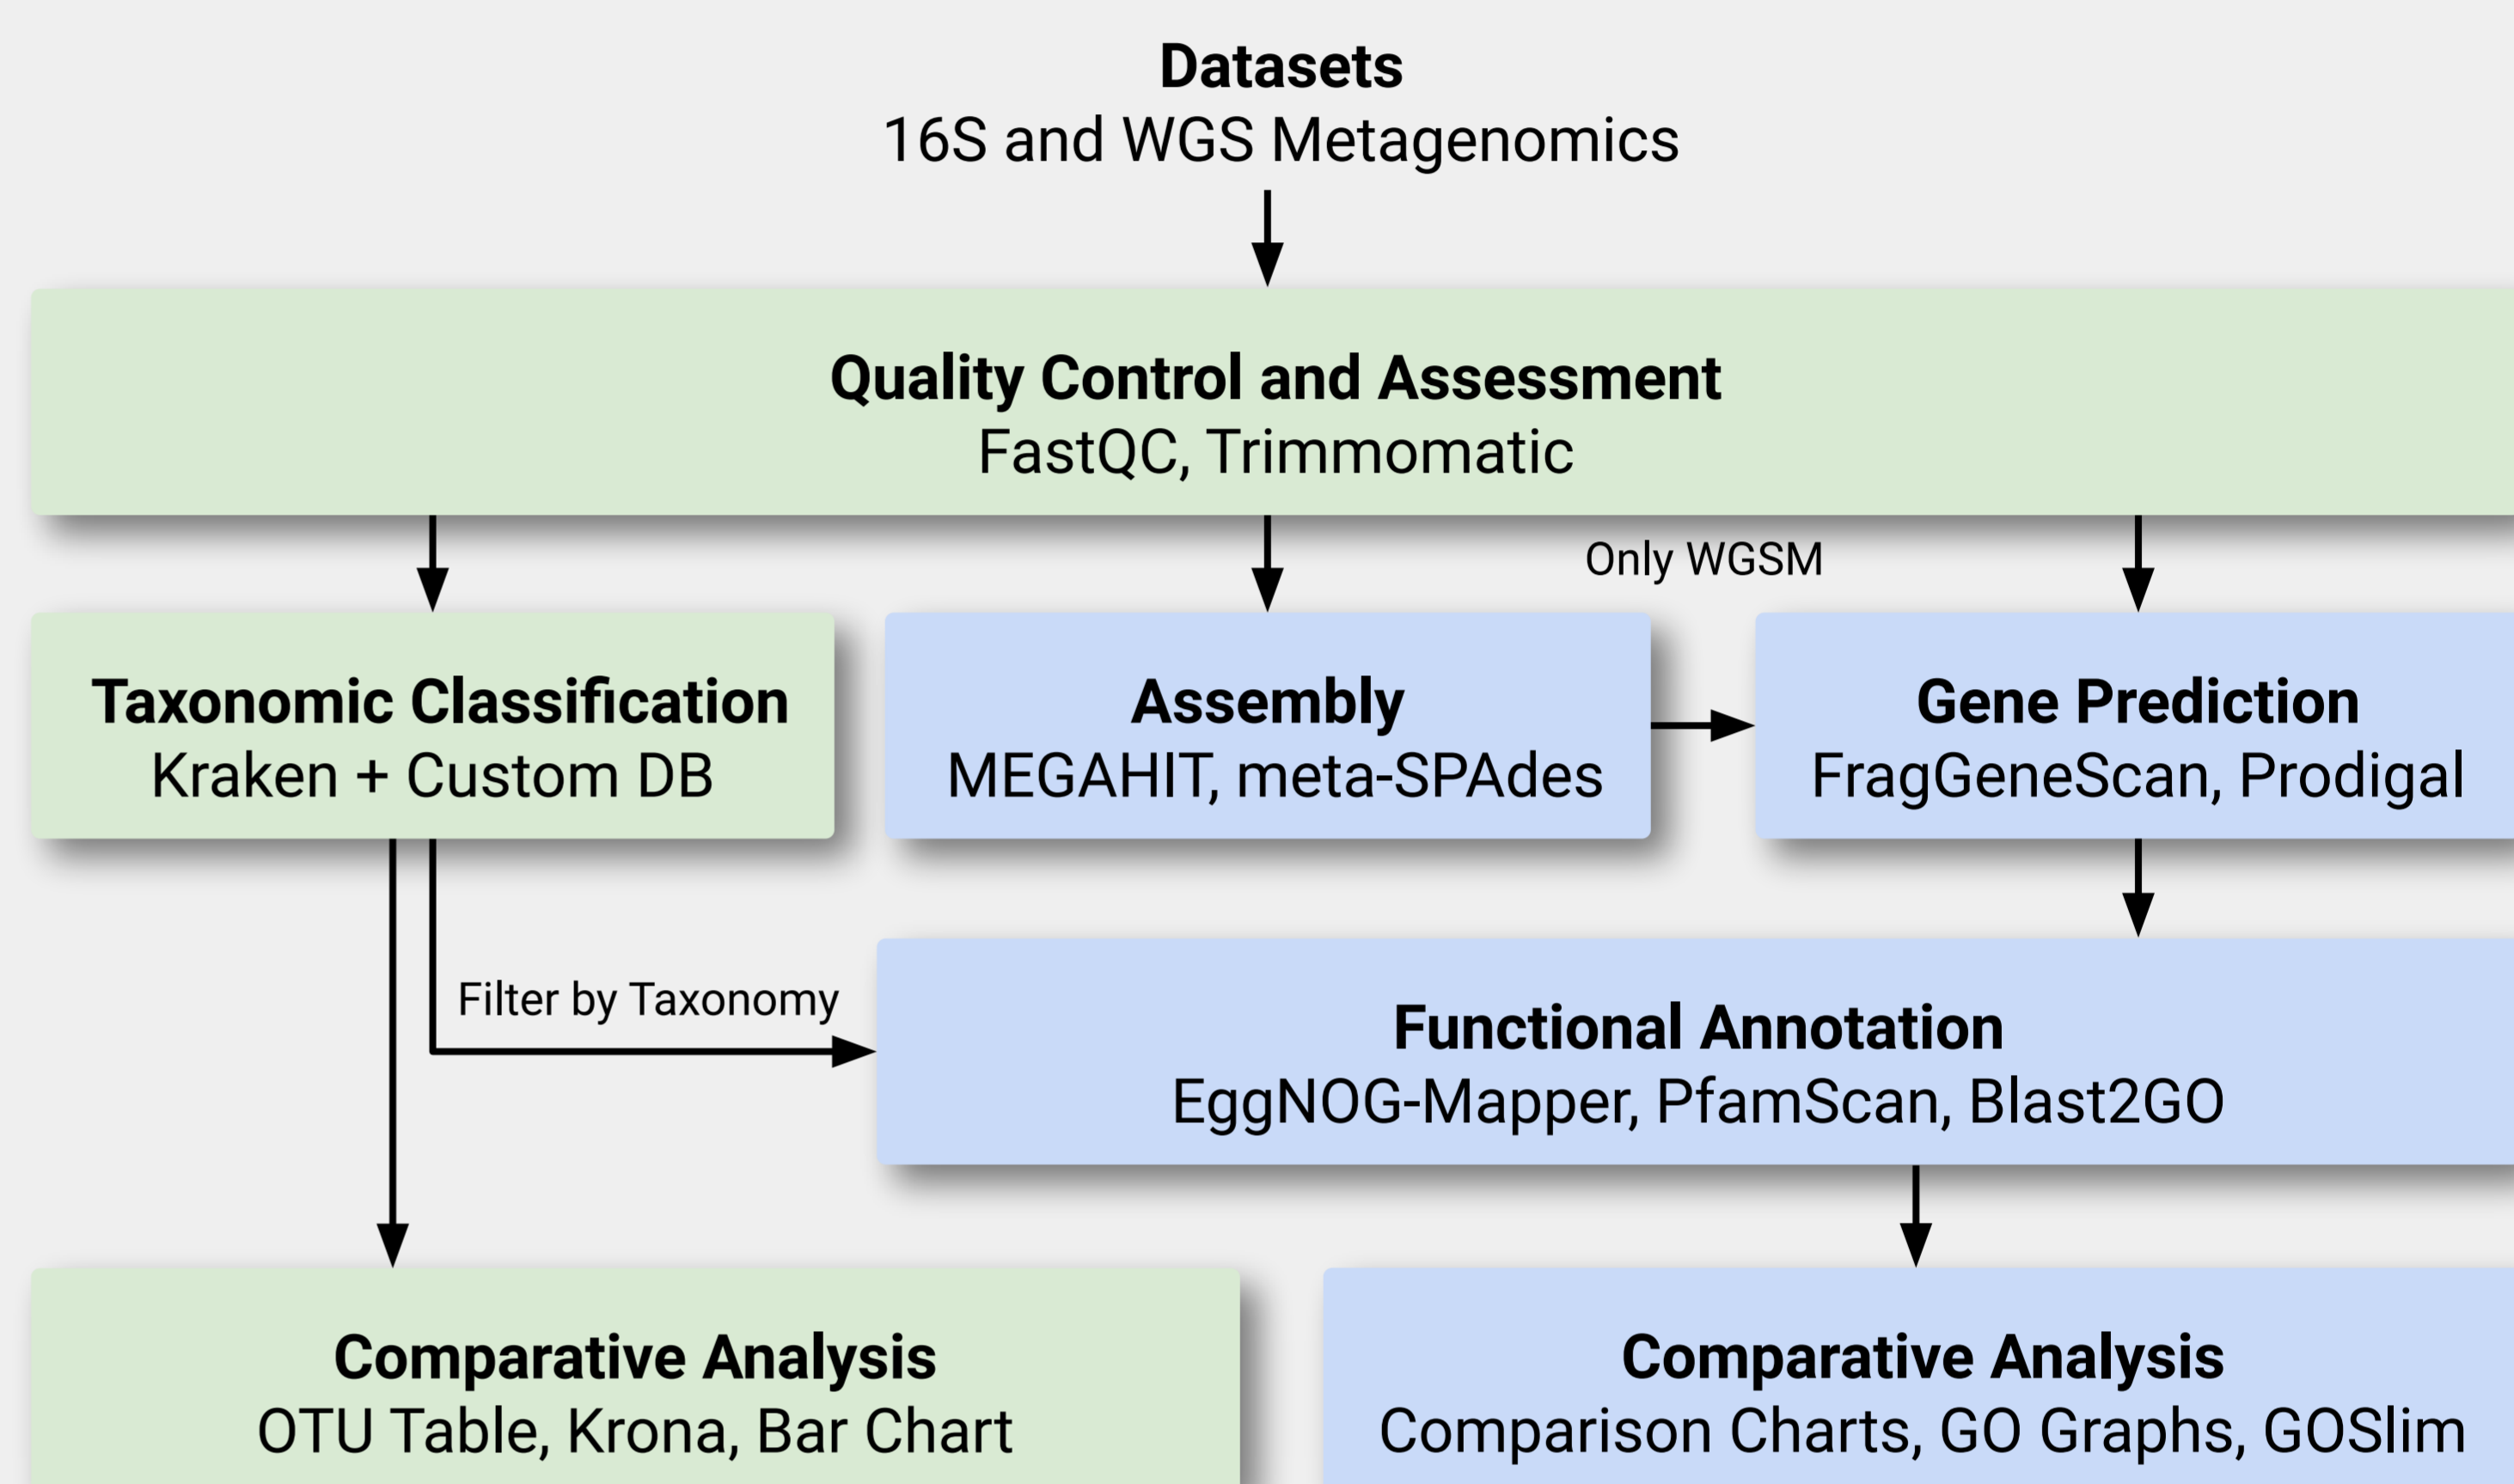 Datasets
16S and WGS Metagenomics
Quality Control and Assessment
FastQC, Trimmomatic
Only WGSM
Taxonomic Classification
Kraken + Custom DB
Assembly
MEGAHIT, meta-SPAdes
Gene Prediction
FragGeneScan, Prodigal
Filter by Taxonomy
Functional Annotation
EggNOG-Mapper, PfamScan, Blast2GO
Comparative Analysis
OTU Table, Krona, Bar Chart
Comparative Analysis
Comparison Charts, GO Graphs, GOSlim